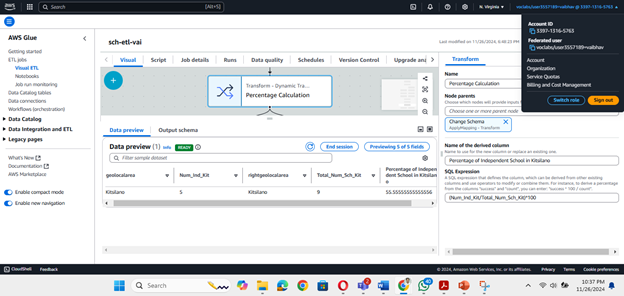 aws
Search
[Alt+S]
N. Virginia
voclabs/user3557189=vaibhav @ 3397-1316-5763
AWS Glue
Getting started
ETL jobs
Visual ETL
Notebooks
Job run monitoring
Data Catalog tables
Data connections
Workflows (orchestration)
Data Catalog
Data Integration and ETL
Legacy pages
What's New
Documentation
AWS Marketplace
Enable compact mode
Enable new navigation
sch-etl-vai
Last modified on 11/26/2024, 6:48:23 PM
Visual
Script
Job details
Runs
Data quality
Schedules
Version Control
Upgrade ana
Transform - Dynamic Tra...
Percentage Calculation
Data preview
Output schema
Data preview (1) Info READY
End session
Previewing 5 of 5 fields
Filter sample dataset
geolocalarea
Num_Ind_Kit
rightgeolocalarea
Total_Num_Sch_Kit
Percentage of Indepen
dent School in Kitsilan
o
Kitsilano
5
Kitsilano
9
55.55555555555556
Transform
Name
Percentage Calculation
Node parents
Choose which nodes will provide inputs f
Choose one or more parent node
Change Schema
ApplyMapping - Transform
Name of the derived column
Name to use for the new column or replace an existing one.
Percentage of Independent School in Kitsilano
SQL Expression
A SQL expression that defines the column, which can be derived from other existing
columns and use operators to modify or combine them. For instance, to derive a percentage
from the columns "success" and "count", you can enter: "success * 100 / count".
(Num_Ind_Kit/Total_Num_Sch_Kit)*100
Account ID
3397-1316-5763
Federated user
voclabs/user3557189=vaibhav
Account
Organization
Service Quotas
Billing and Cost Management
Switch role
Sign out
CloudShell
Feedback
© 2024, Amazon Web Services, Inc. or its affiliates.
Privacy
Terms
Cookie preferences
Search
10:37 PM
11/26/2024